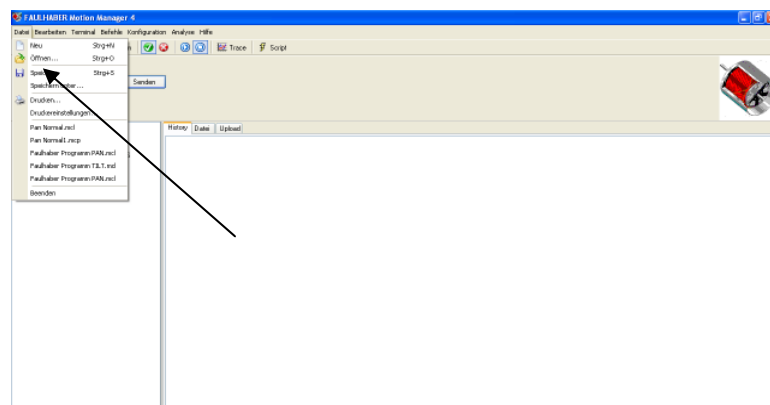 FAULHABER Motion Manager 4
Datei Bearbeiten Terminal Befehle Konfiguration Analyse Hilfe
Neu Strg+N
Trace Script
Öffnen... Strg+O
Strg+S
Senden
Drucken...
Druckereinstellungen...
Pan Normal.mcl
History Datei Upload
Pan Normal1.mcp
Faulhaber Programm PAN.mcl
Faulhaber Programm TILT.mcl
Faulhaber Programm PAN.mcl
Beenden